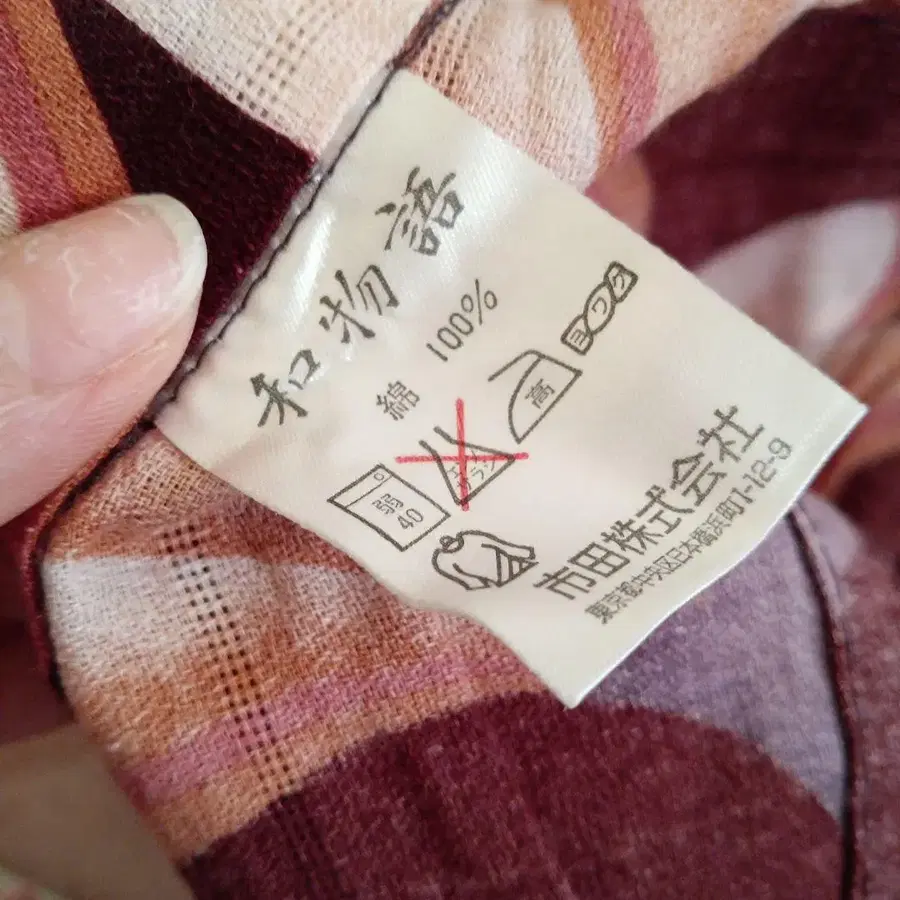 和物語
綿 100%
弱
40
高
ヨワク
市田株式会社
東京都中央区日本橋浜町1-12-9